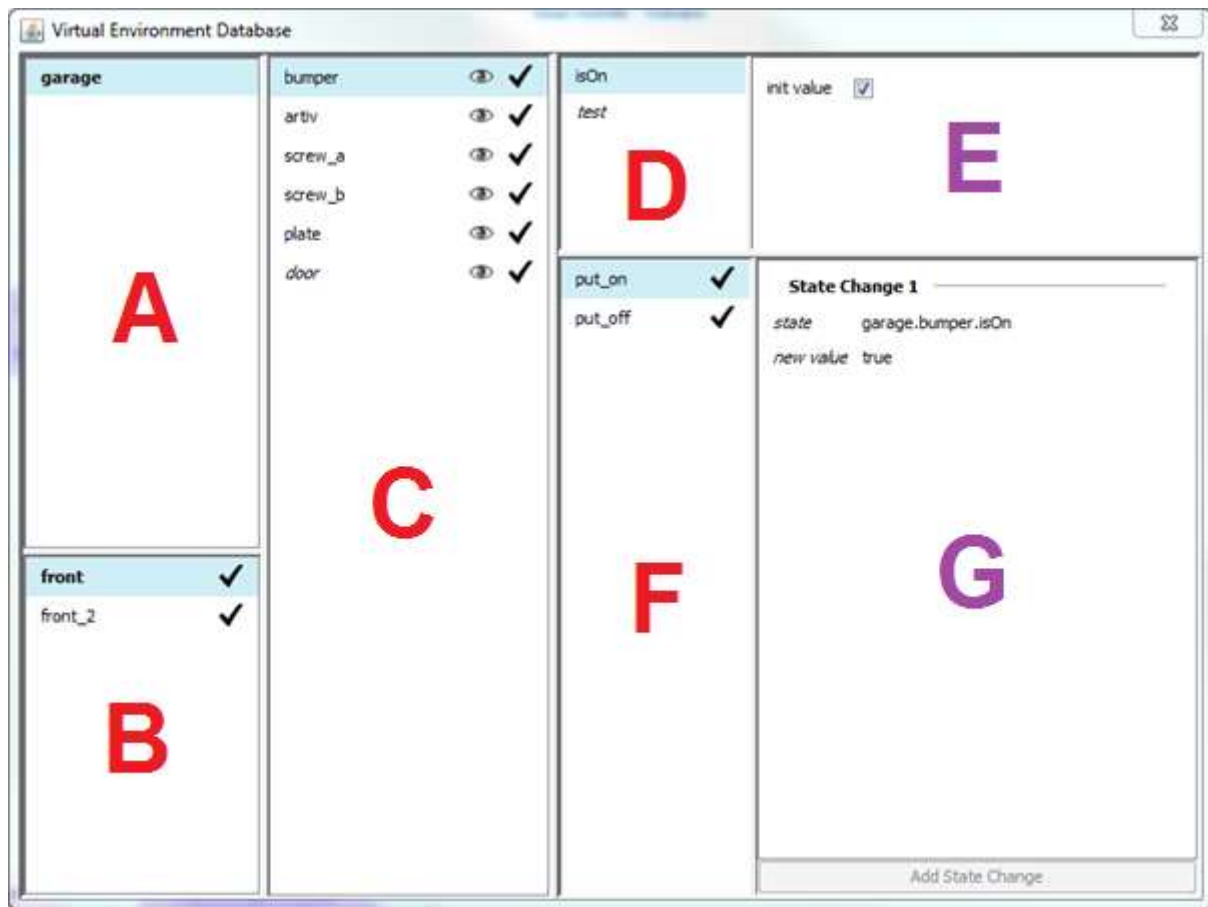 Virtual Environment Database
garage
A
front
front_2
B
bumper
artiv
screw_a
screw_b
plate
door
C
isOn
test
D
init value
E
put_on
put_off
F
State Change 1
state garage.bumper.isOn
new value true
G
Add State Change